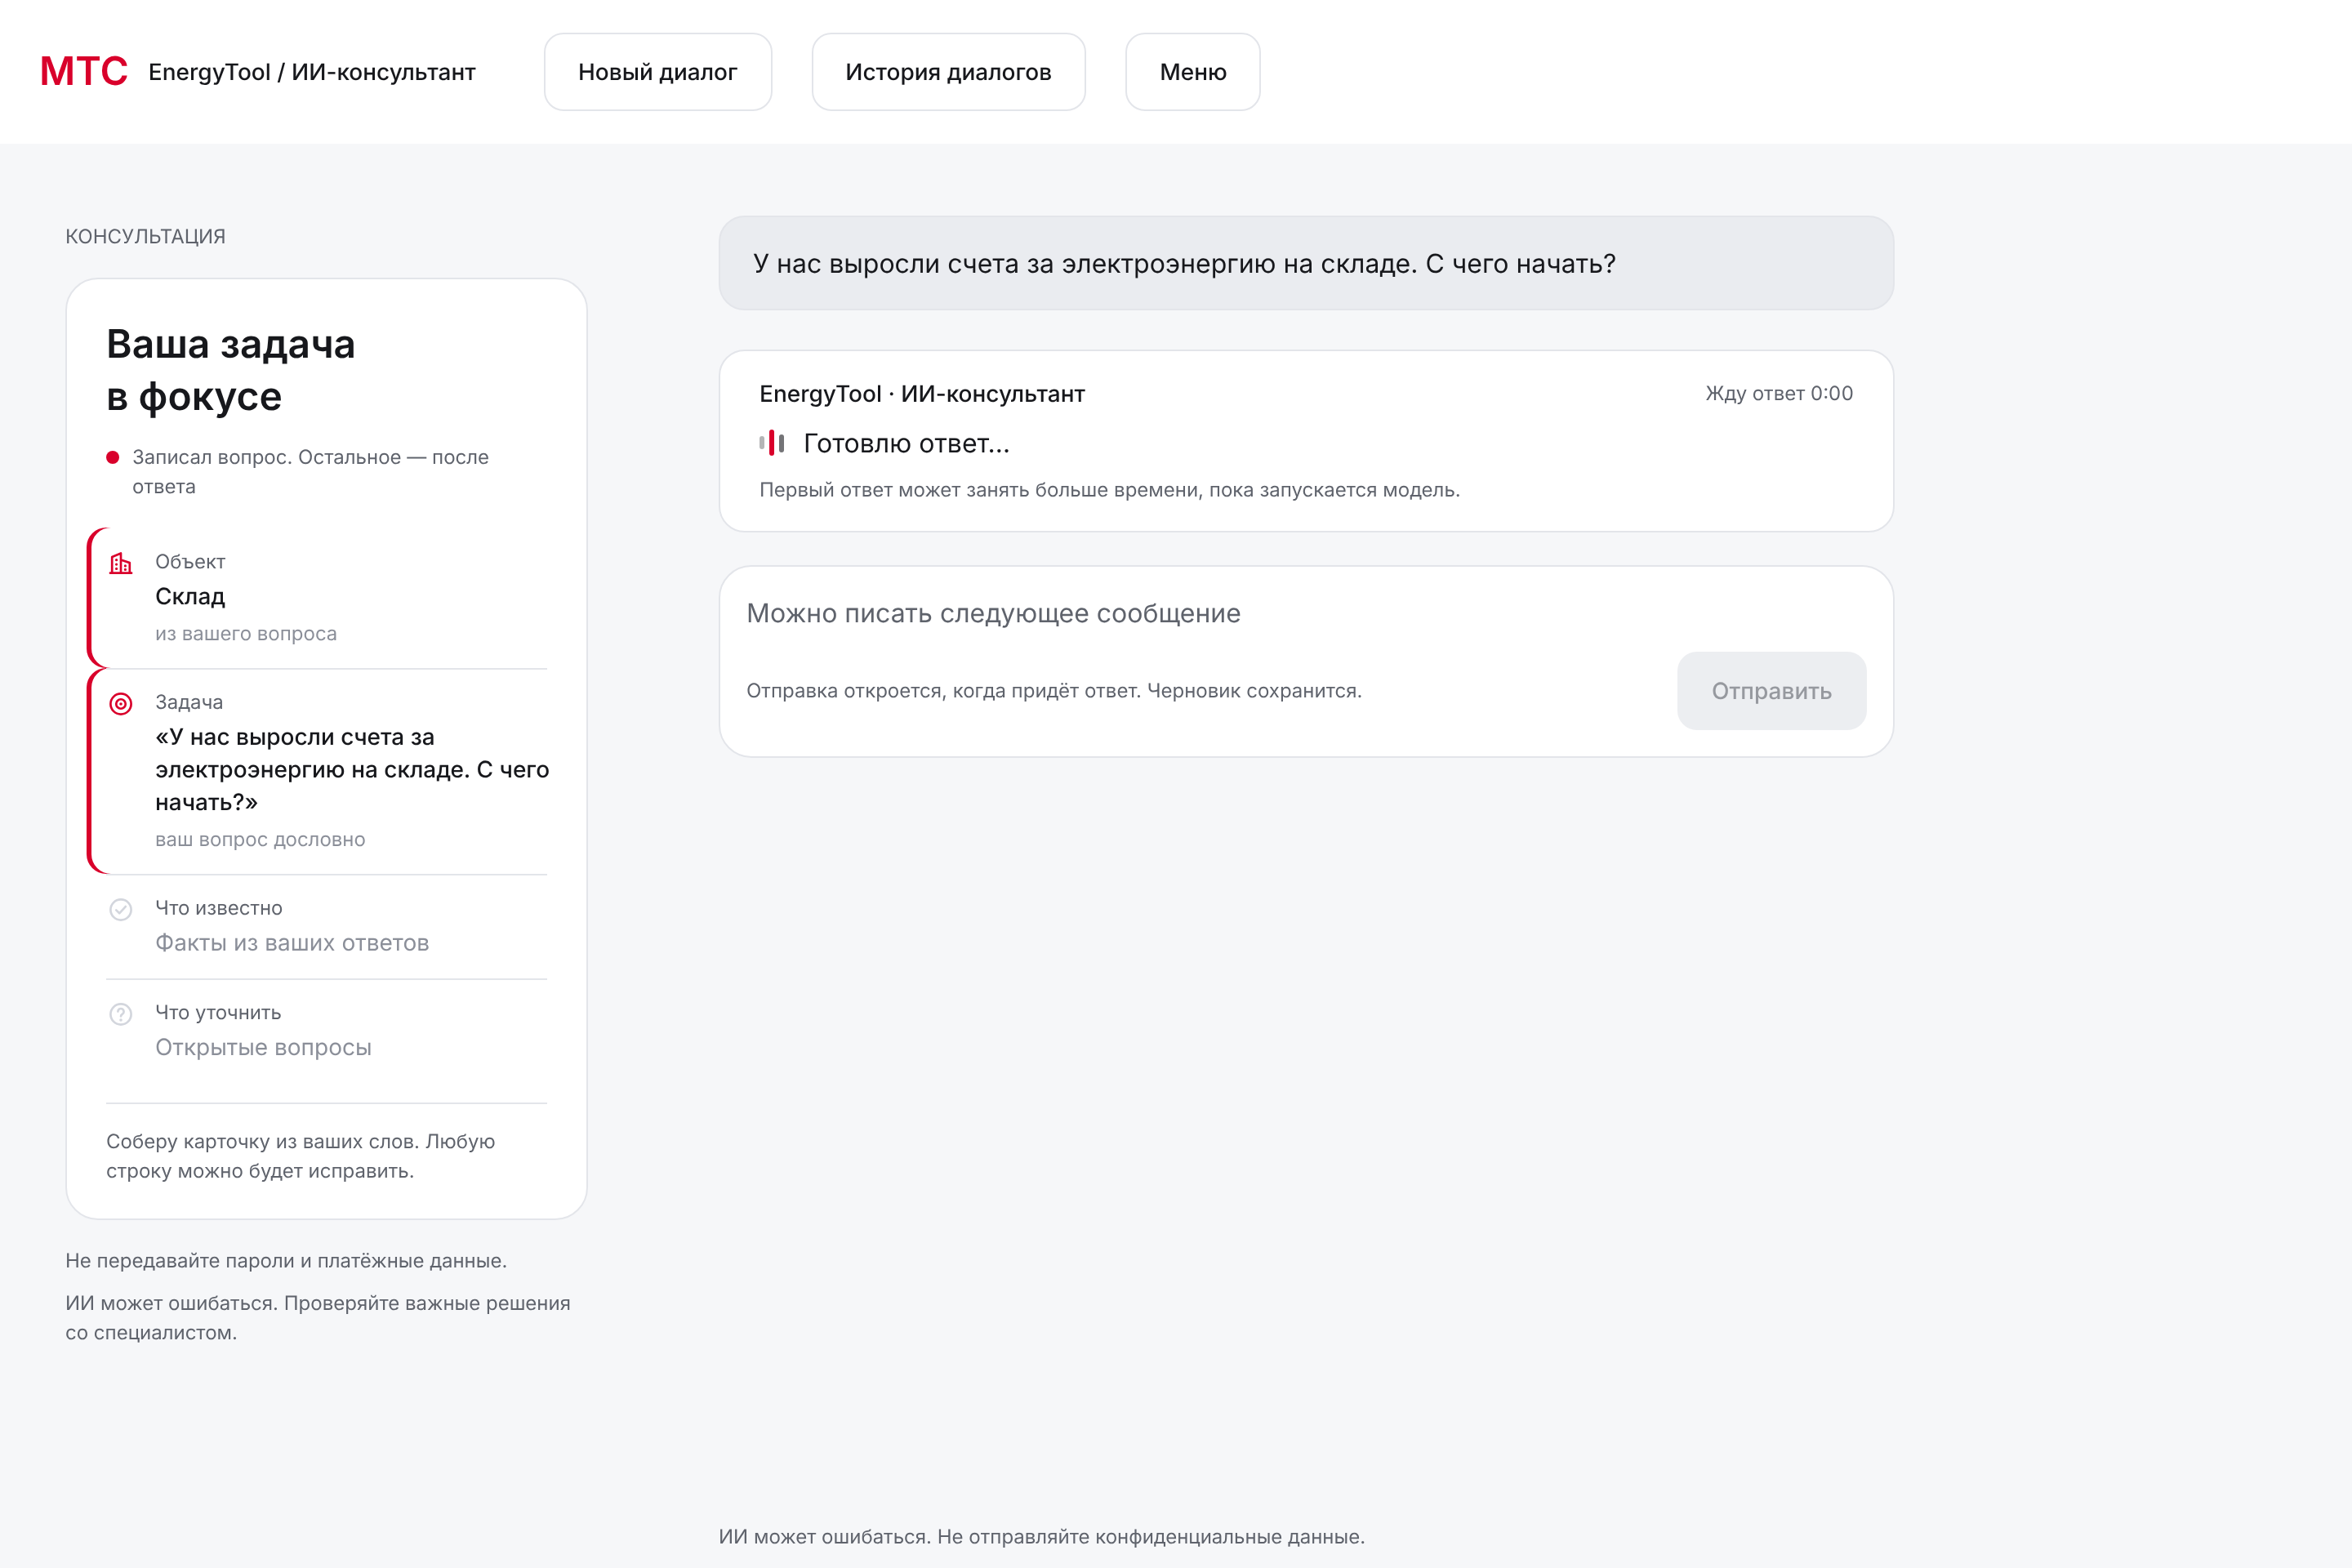 МТС
EnergyTool / ИИ-консультант
Новый диалог
История диалогов
Меню
КОНСУЛЬТАЦИЯ
Ваша задача
в фокусе
Записал вопрос. Остальное — после
ответа
Объект
Склад
из вашего вопроса
Задача
«У нас выросли счета за
электроэнергию на складе. С чего
начать?»
ваш вопрос дословно
Что известно
Факты из ваших ответов
Что уточнить
Открытые вопросы
Соберу карточку из ваших слов. Любую
строку можно будет исправить.
Не передавайте пароли и платёжные данные.
ИИ может ошибаться. Проверяйте важные решения
со специалистом.
У нас выросли счета за электроэнергию на складе. С чего начать?
EnergyTool · ИИ-консультант
Жду ответ 0:00
Готовлю ответ...
Первый ответ может занять больше времени, пока запускается модель.
Можно писать следующее сообщение
Отправка откроется, когда придёт ответ. Черновик сохранится.
Отправить
ИИ может ошибаться. Не отправляйте конфиденциальные данные.